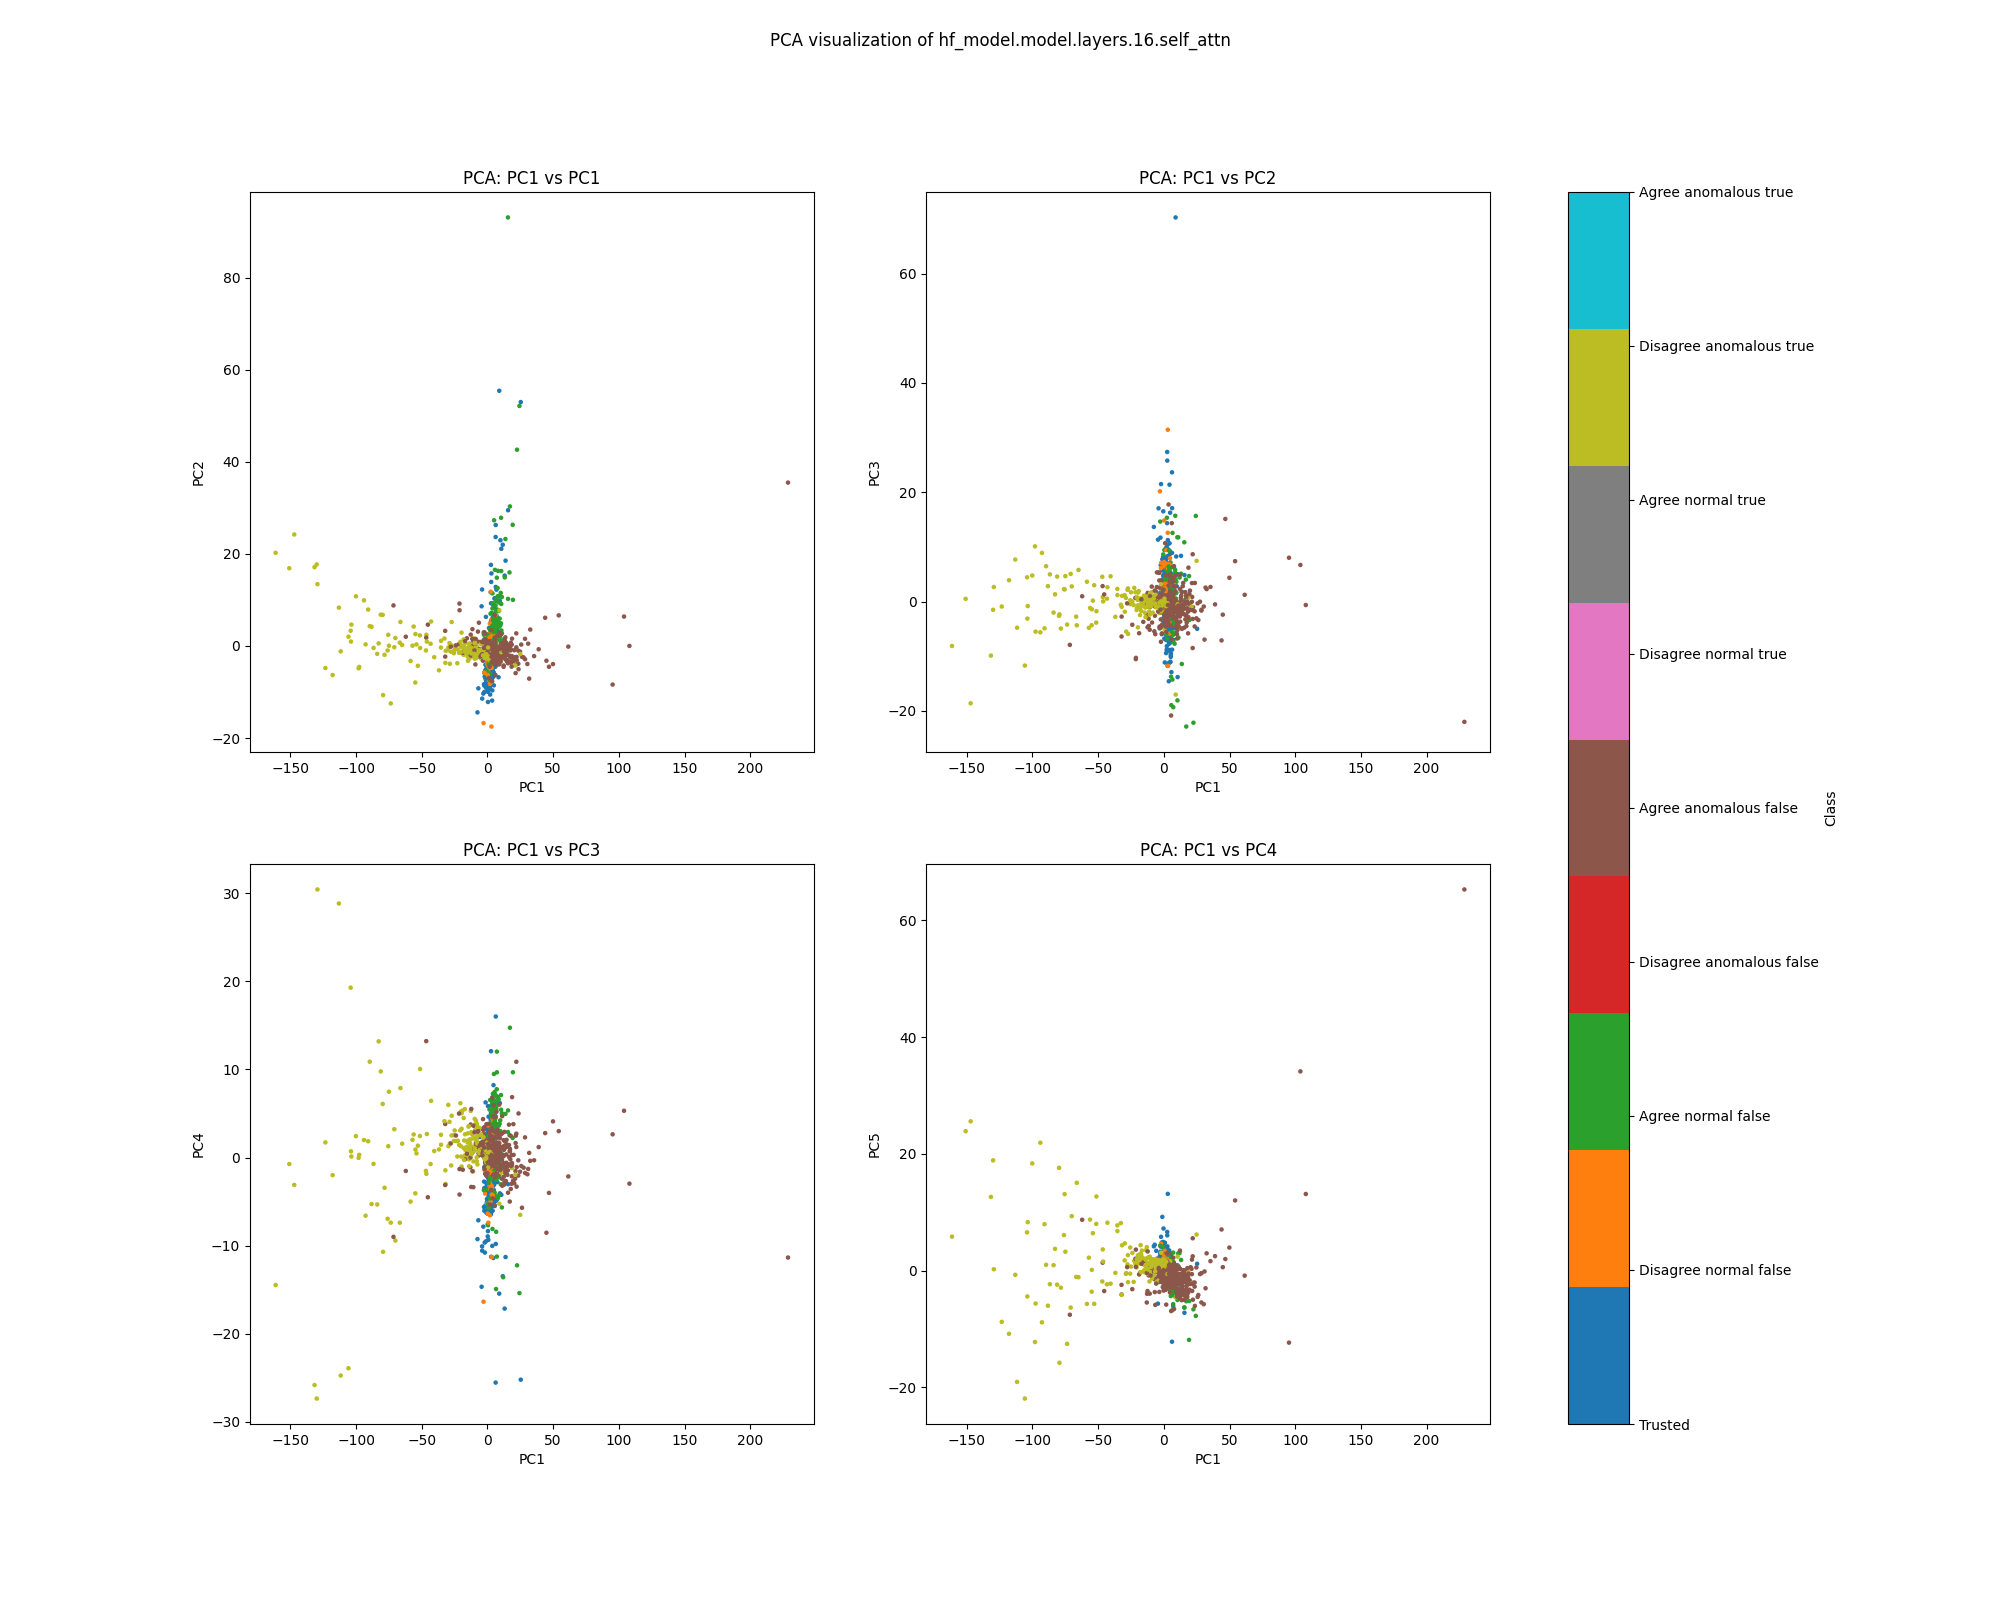 PCA visualization of hf_model.model.layers.16.self_attn
PCA: PC1 vs PC1
PC2
80
60
40
20
0
−20
−150 −100 −50 0 50 100 150 200
PC1
PCA: PC1 vs PC2
PC3
60
40
20
0
−20
−150 −100 −50 0 50 100 150 200
PC1
PCA: PC1 vs PC3
PC4
30
20
10
0
−10
−20
−30
−150 −100 −50 0 50 100 150 200
PC1
PCA: PC1 vs PC4
PC5
60
40
20
0
−20
−150 −100 −50 0 50 100 150 200
PC1
Agree anomalous true
Disagree anomalous true
Agree normal true
Disagree normal true
Agree anomalous false
Disagree anomalous false
Agree normal false
Disagree normal false
Trusted
Class